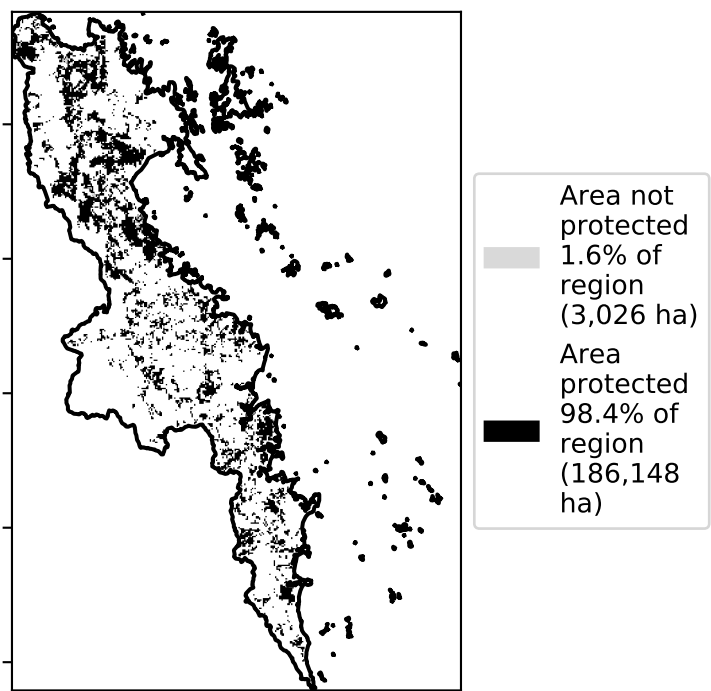 Area not
protected
1.6% of
region
(3,026 ha)
Area
protected
98.4% of
region
(186,148
ha)